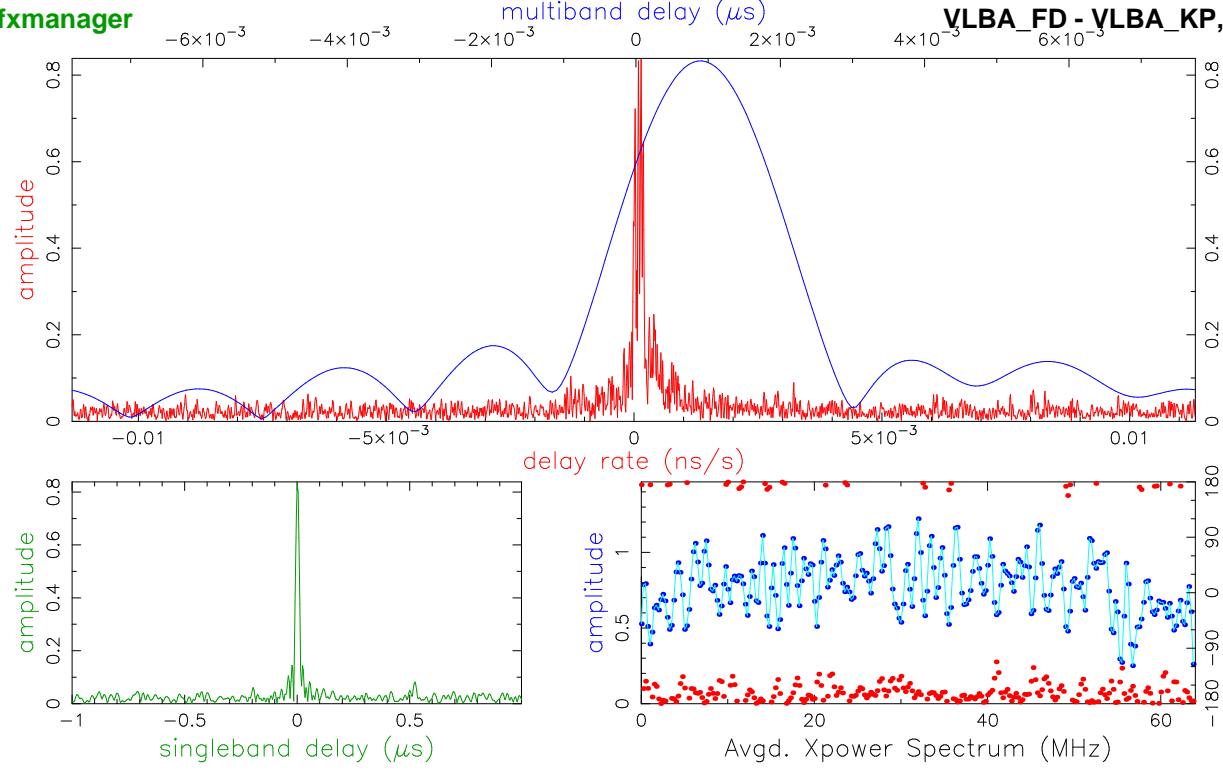 multiband delay (μs)
fxmanager
VLBA_FD - VLBA_KP,
−6×10⁻³ −4×10⁻³ −2×10⁻³ 0 2×10⁻³ 4×10⁻³ 6×10⁻³
amplitude
0 0.2 0.4 0.6 0.8
0 0.2 0.4 0.6 0.8
−0.01 −5×10⁻³ 0 5×10⁻³ 0.01
delay rate (ns/s)
amplitude
0 0.2 0.4 0.6 0.8
−1 −0.5 0 0.5
singleband delay (μs)
amplitude
0 0.5 1
−180 −90 0 90 180
0 20 40 60
Avgd. Xpower Spectrum (MHz)